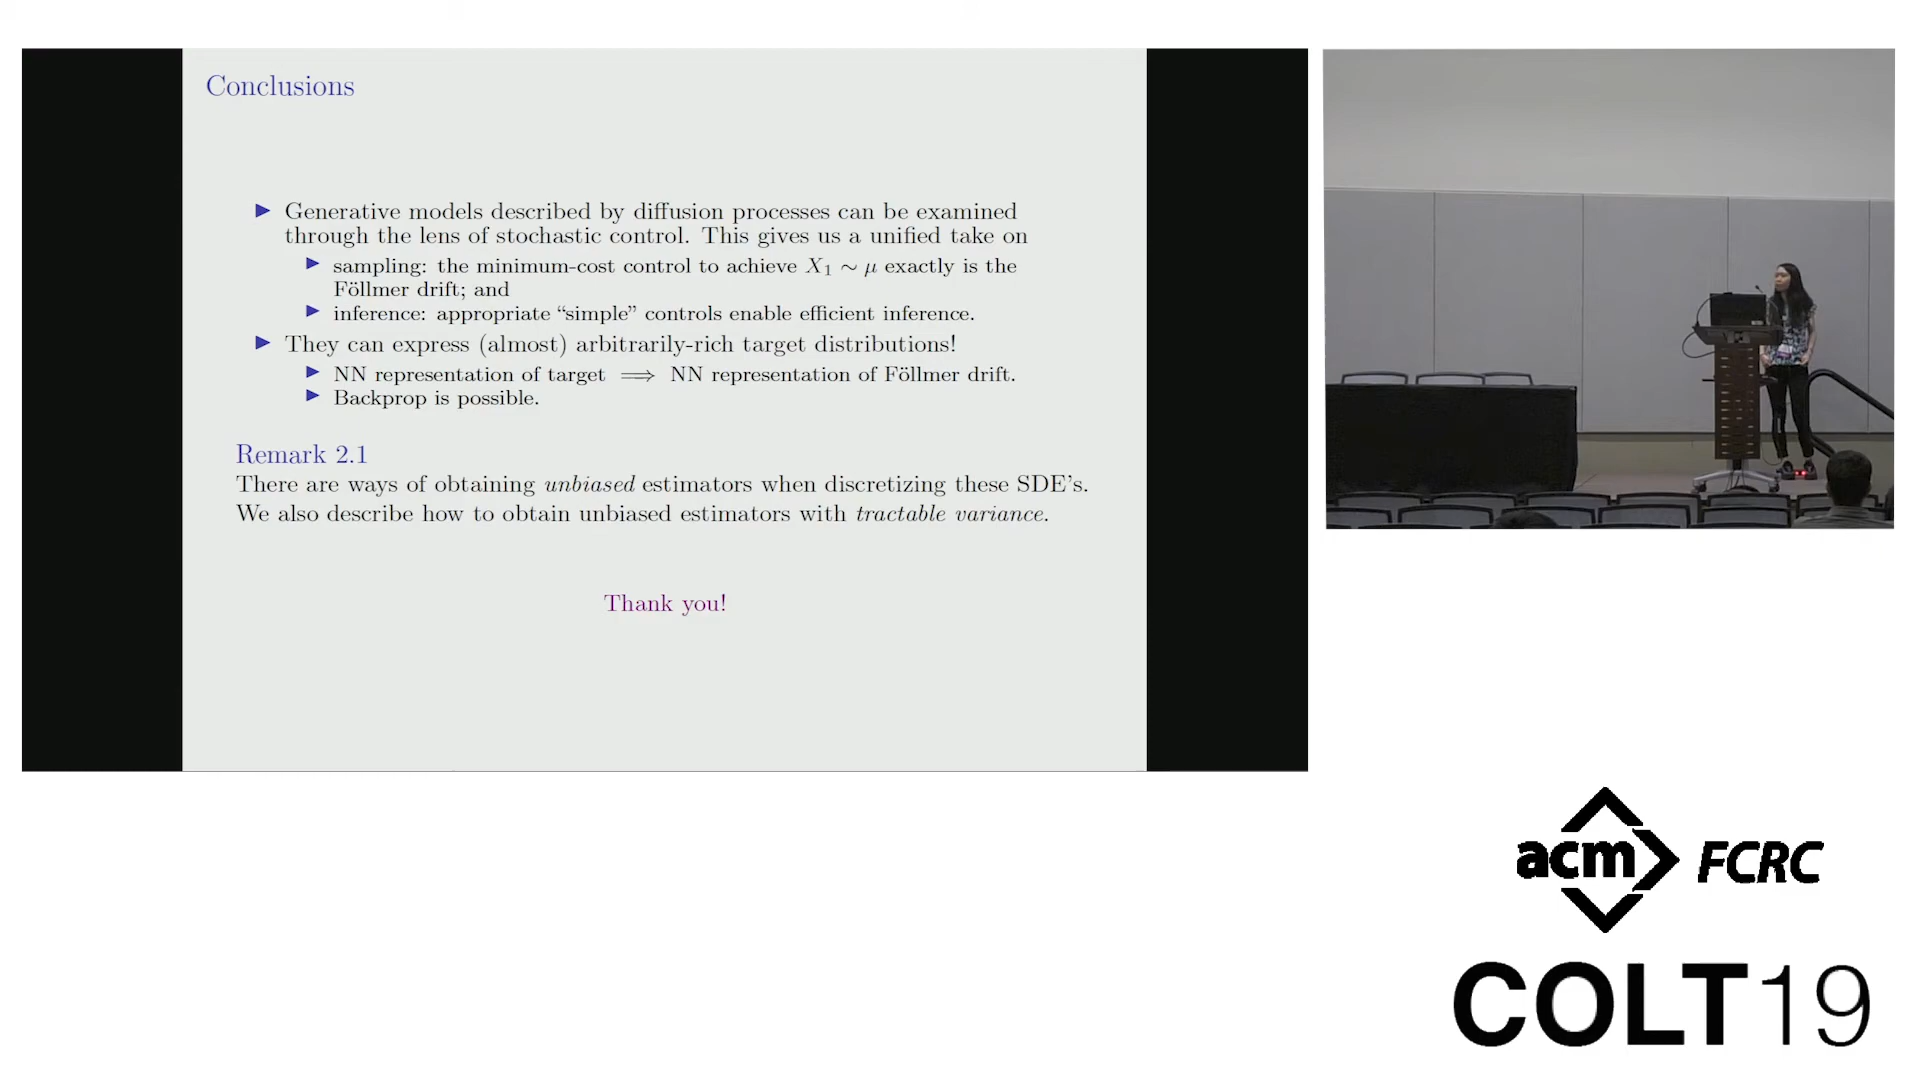 Conclusions
▶ Generative models described by diffusion processes can be examined
through the lens of stochastic control. This gives us a unified take on
▶ sampling: the minimum-cost control to achieve X₁ ∼ μ exactly is the
Föllmer drift; and
▶ inference: appropriate “simple” controls enable efficient inference.
▶ They can express (almost) arbitrarily-rich target distributions!
▶ NN representation of target ⟹ NN representation of Föllmer drift.
▶ Backprop is possible.
Remark 2.1
There are ways of obtaining unbiased estimators when discretizing these SDE's.
We also describe how to obtain unbiased estimators with tractable variance.
Thank you!
acm FCRC
COLT19